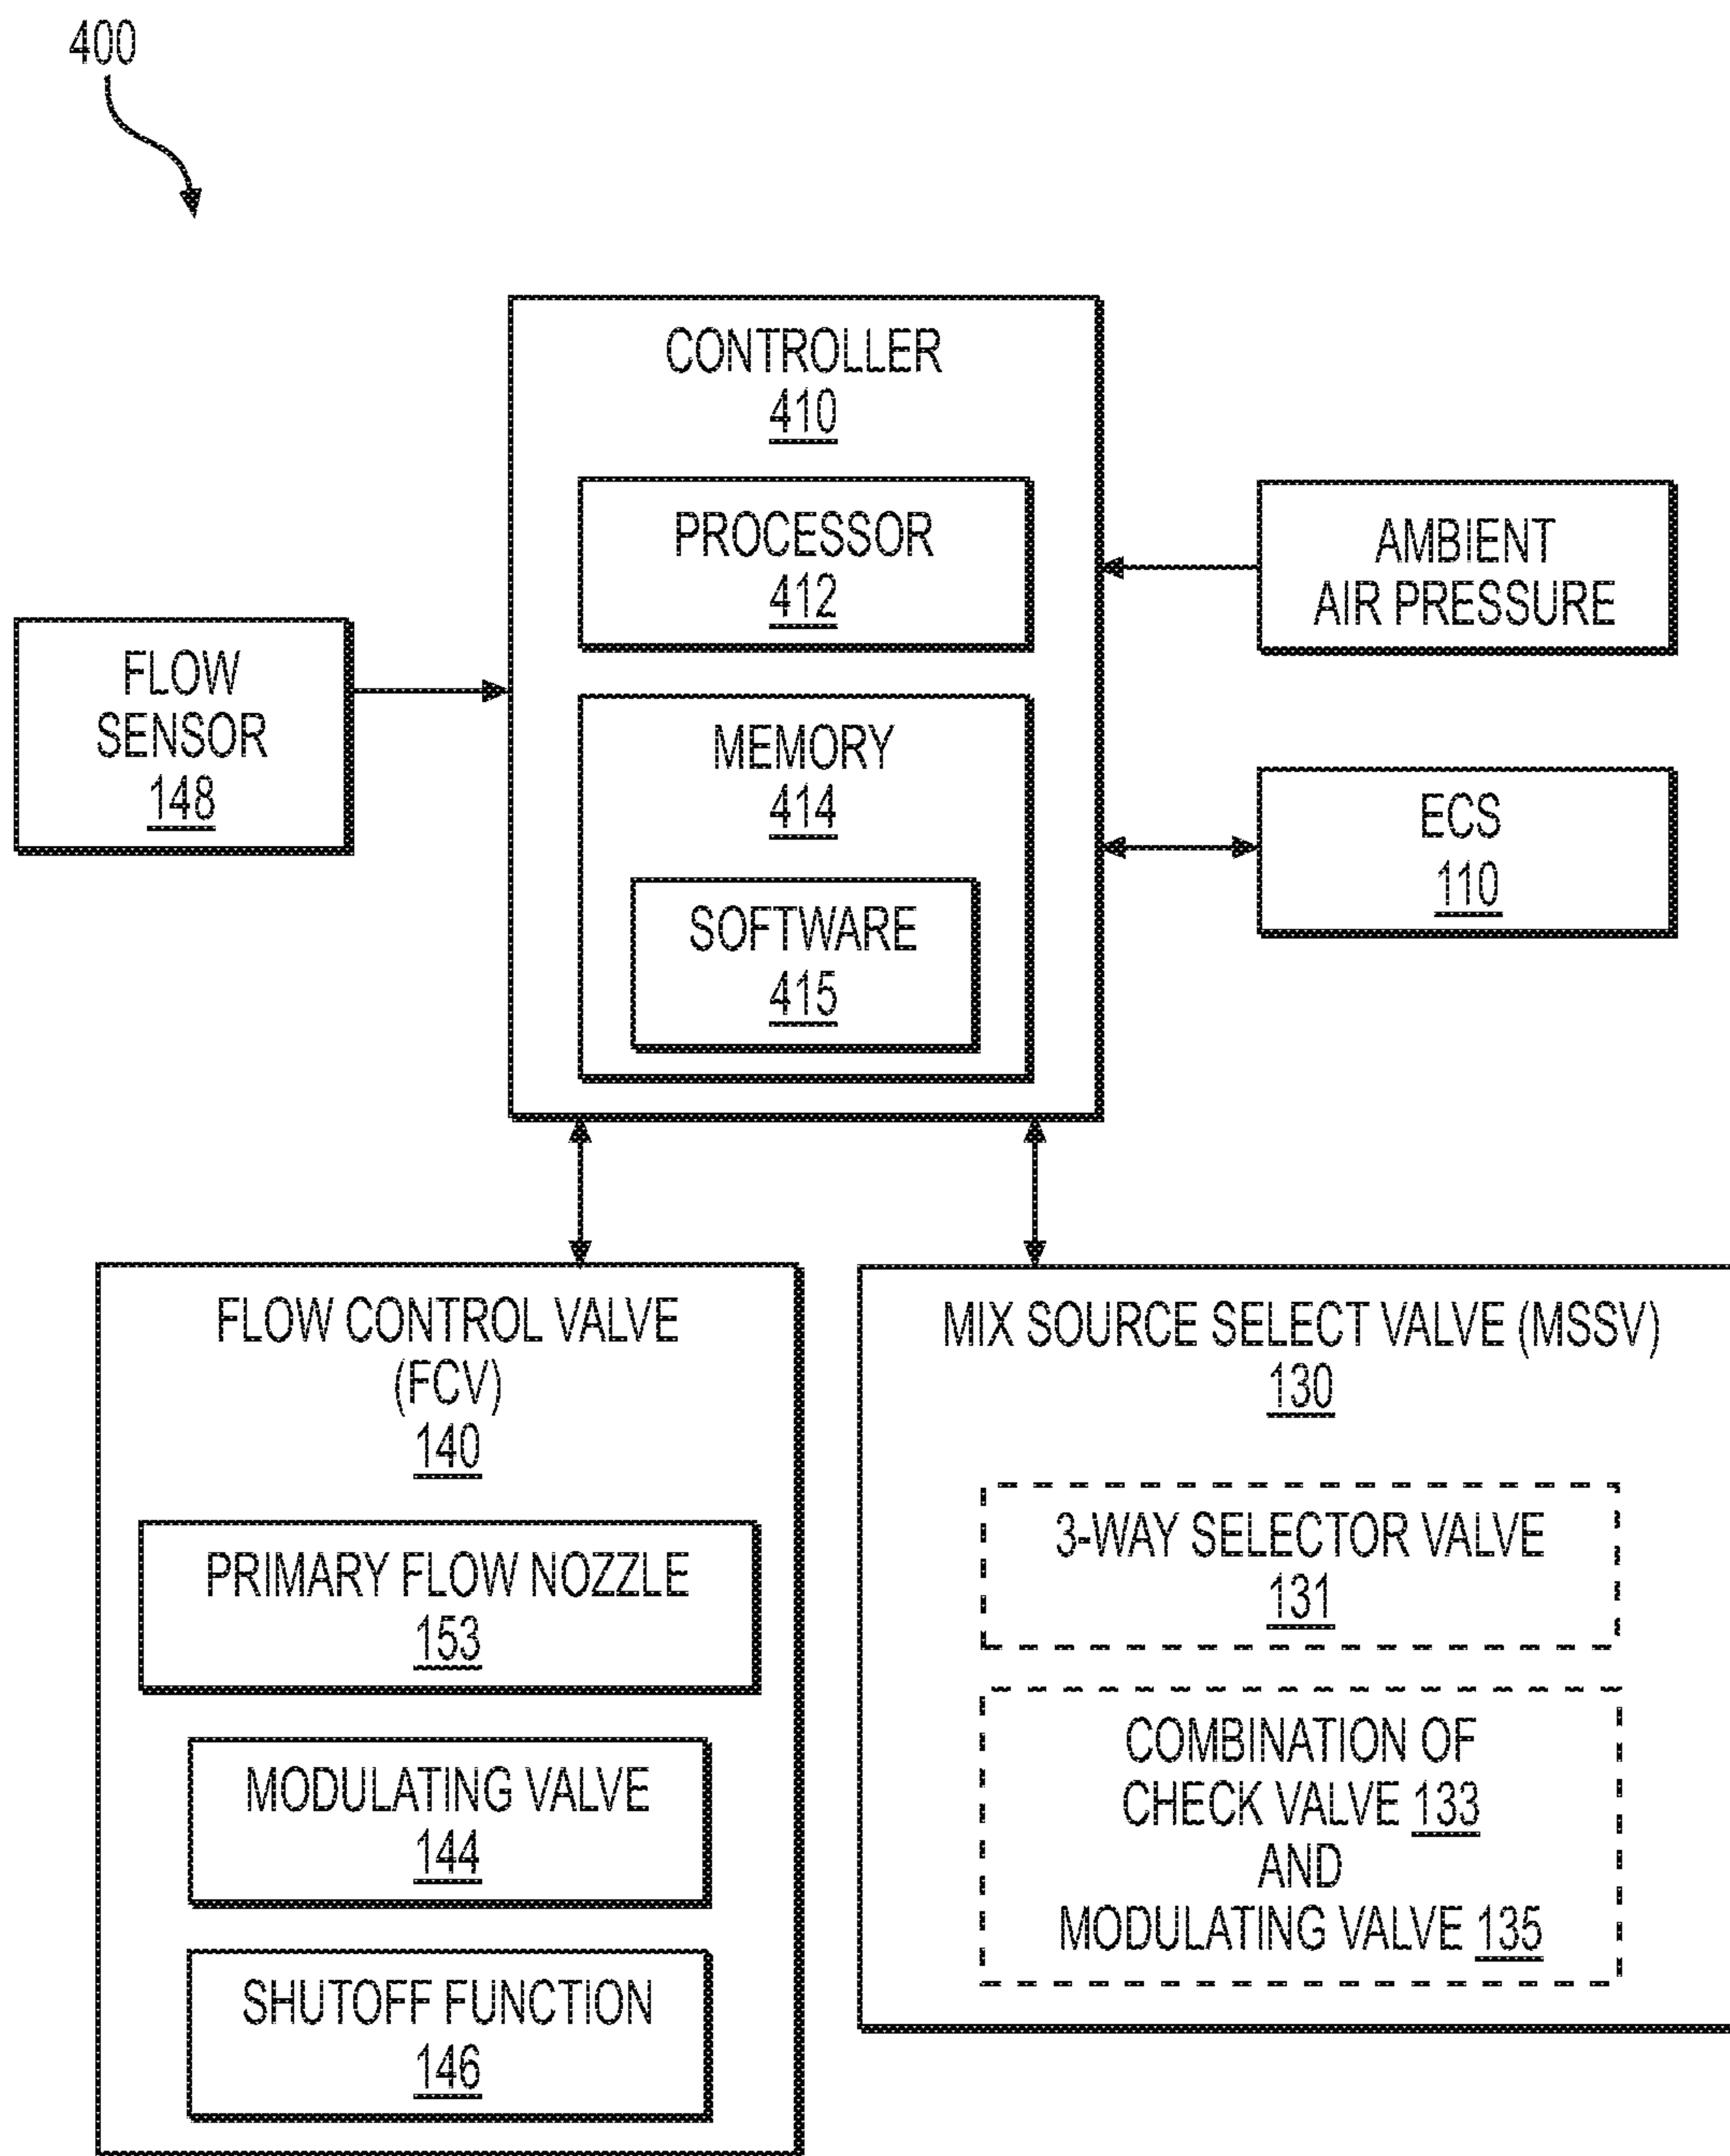 400
CONTROLLER
410
PROCESSOR
412
MEMORY
414
SOFTWARE
415
FLOW
SENSOR
148
AMBIENT
AIR PRESSURE
ECS
110
FLOW CONTROL VALVE
(FCV)
140
PRIMARY FLOW NOZZLE
153
MODULATING VALVE
144
SHUTOFF FUNCTION
146
MIX SOURCE SELECT VALVE (MSSV)
130
3-WAY SELECTOR VALVE
131
COMBINATION OF
CHECK VALVE 133
AND
MODULATING VALVE 135